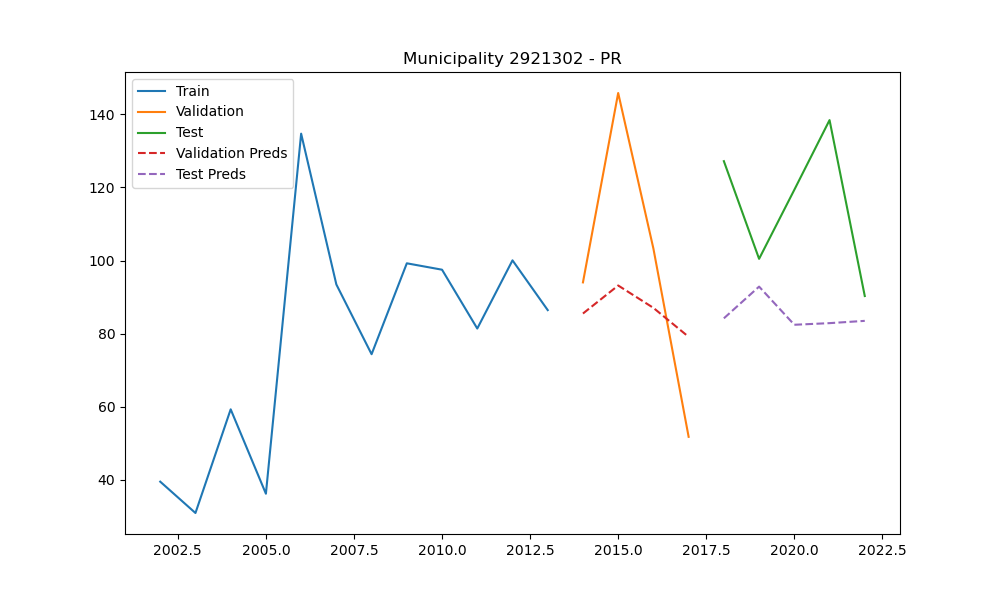 Municipality 2921302 - PR
Train
Validation
Test
Validation Preds
Test Preds
140
120
100
80
60
40
2002.5 2005.0 2007.5 2010.0 2012.5 2015.0 2017.5 2020.0 2022.5